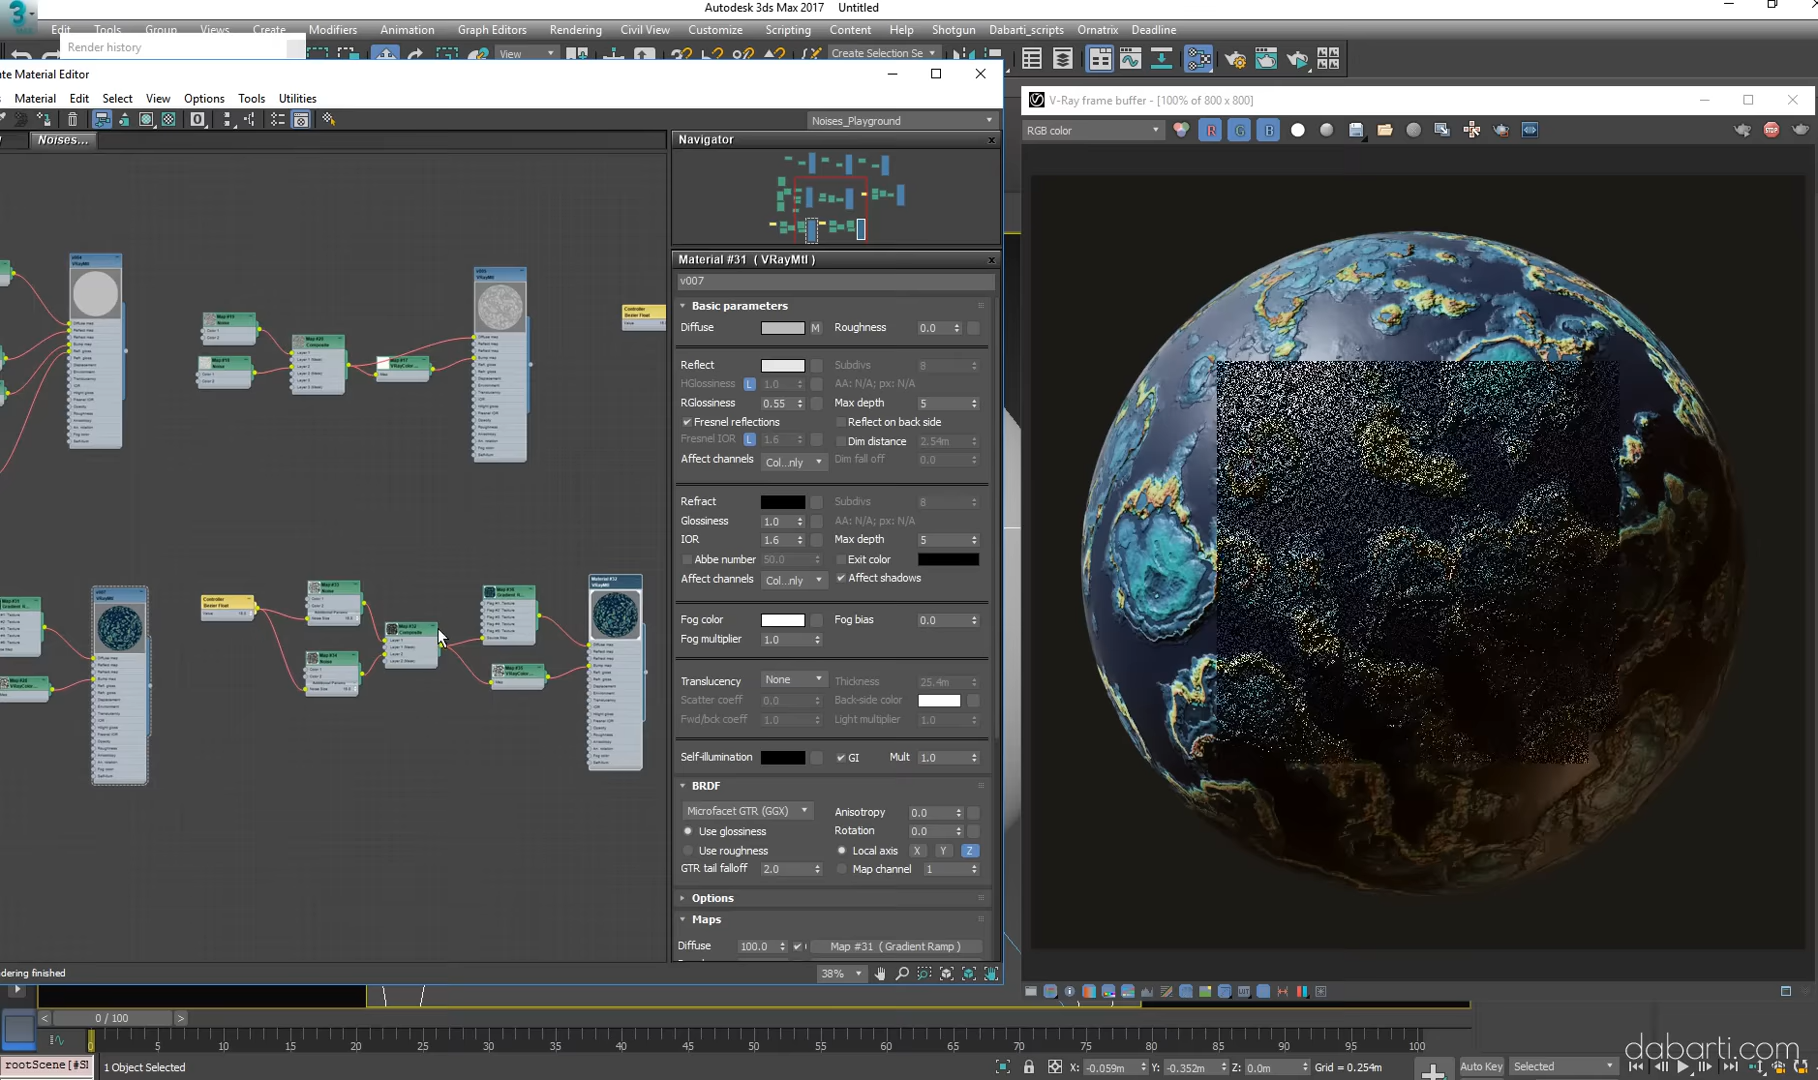 Autodesk 3ds Max 2017 Untitled
Edit Tools Group Views Create Modifiers Animation Graph Editors Rendering Civil View Customize Scripting Content Help Shotgun Dabarti_scripts Ornatrix Deadline
Render history
View
Create Selection Se
te Material Editor
Material Edit Select View Options Tools Utilities
Noises_Playground
Noises...
Navigator
Material #31 ( VRayMtl )
v007
Basic parameters
Diffuse M Roughness 0.0
Reflect Subdivs 8
HGlossiness L 1.0 AA: N/A; px: N/A
RGlossiness 0.55 Max depth 5
Fresnel reflections Reflect on back side
Fresnel IOR L 1.6 Dim distance 2.54m
Affect channels Col...nly Dim fall off 0.0
Refract Subdivs 8
Glossiness 1.0 AA: N/A; px: N/A
IOR 1.6 Max depth 5
Abbe number 50.0 Exit color
Affect channels Col...nly Affect shadows
Fog color Fog bias 0.0
Fog multiplier 1.0
Translucency None Thickness 25.4m
Scatter coeff 0.0 Back-side color
Fwd/bck coeff 1.0 Light multiplier 1.0
Self-illumination GI Mult 1.0
BRDF
Microfacet GTR (GGX) Anisotropy 0.0
Use glossiness Rotation 0.0
Use roughness Local axis X Y Z
GTR tail falloff 2.0 Map channel 1
Options
Maps
Diffuse 100.0 Map #31 ( Gradient Ramp )
dering finished
38%
V-Ray frame buffer - [100% of 800 x 800]
RGB color R G B
STOP
< 0 / 100 >
0 5 10 15 20 25 30 35 40 45 50 55 60 65 70 75 80 85 90 95 100
rootScene[#S
1 Object Selected
X: -0.059m Y: -0.352m Z: 0.0m Grid = 0.254m
Auto Key Selected
dabarti.com